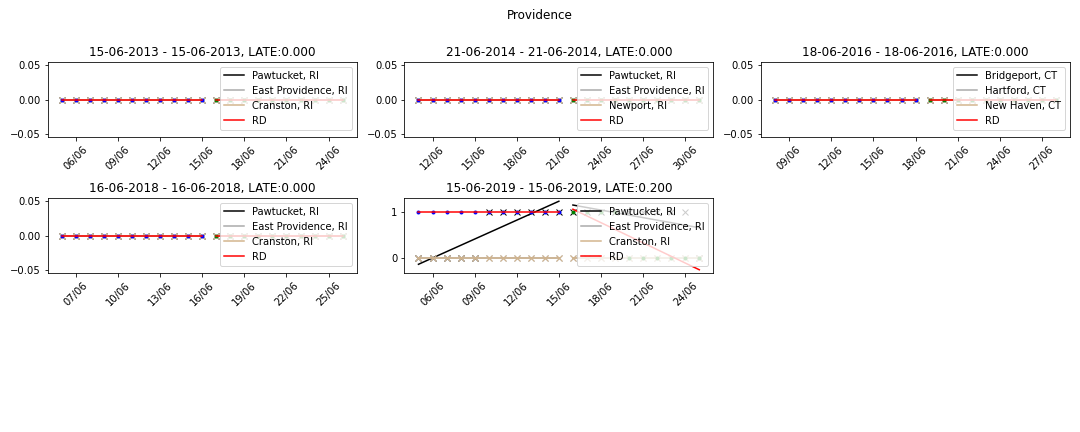 Providence
15-06-2013 - 15-06-2013, LATE:0.000
0.05
0.00
−0.05
Pawtucket, RI
East Providence, RI
Cranston, RI
RD
06/06
09/06
12/06
15/06
18/06
21/06
24/06
21-06-2014 - 21-06-2014, LATE:0.000
0.05
0.00
−0.05
Pawtucket, RI
East Providence, RI
Newport, RI
RD
12/06
15/06
18/06
21/06
24/06
27/06
30/06
18-06-2016 - 18-06-2016, LATE:0.000
0.05
0.00
−0.05
Bridgeport, CT
Hartford, CT
New Haven, CT
RD
09/06
12/06
15/06
18/06
21/06
24/06
27/06
16-06-2018 - 16-06-2018, LATE:0.000
0.05
0.00
−0.05
Pawtucket, RI
East Providence, RI
Cranston, RI
RD
07/06
10/06
13/06
16/06
19/06
22/06
25/06
15-06-2019 - 15-06-2019, LATE:0.200
1
0
Pawtucket, RI
East Providence, RI
Cranston, RI
RD
06/06
09/06
12/06
15/06
18/06
21/06
24/06